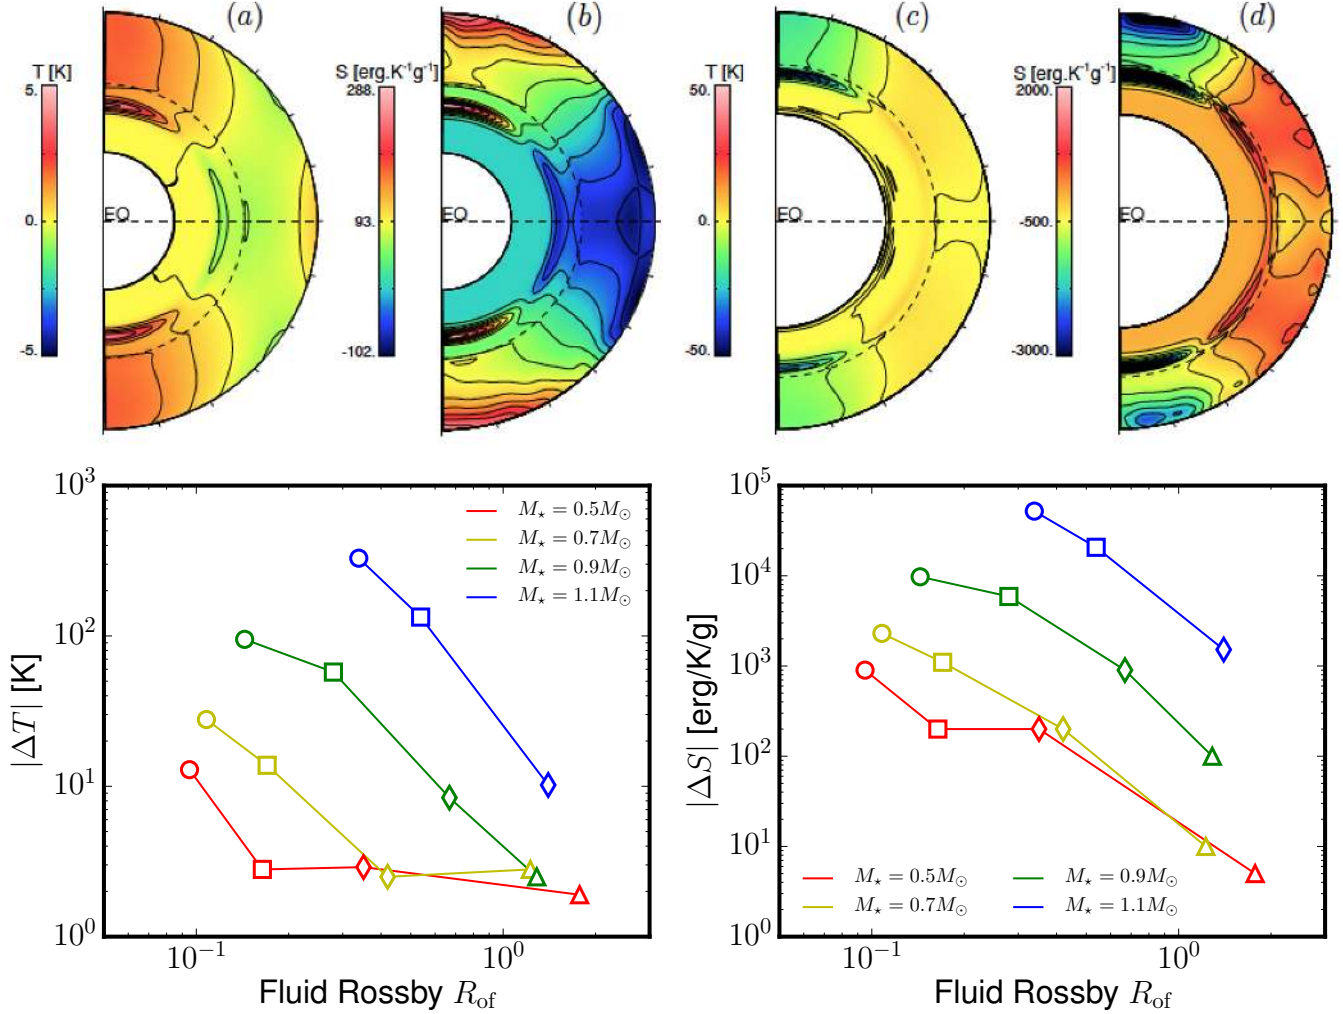 (a)
(b)
(c)
(d)
T [K]
5.
0.
-5.
EQ
S [erg.K⁻¹g⁻¹]
288.
93.
-102.
EQ
T [K]
50.
0.
-50.
EQ
S [erg.K⁻¹g⁻¹]
2000.
-500.
-3000.
EQ
|ΔT| [K]
10³
10²
10¹
10⁰
M⋆ = 0.5M⊙
M⋆ = 0.7M⊙
M⋆ = 0.9M⊙
M⋆ = 1.1M⊙
10⁻¹
10⁰
Fluid Rossby R_of
|ΔS| [erg/K/g]
10⁵
10⁴
10³
10²
10¹
10⁰
M⋆ = 0.5M⊙
M⋆ = 0.7M⊙
M⋆ = 0.9M⊙
M⋆ = 1.1M⊙
10⁻¹
10⁰
Fluid Rossby R_of